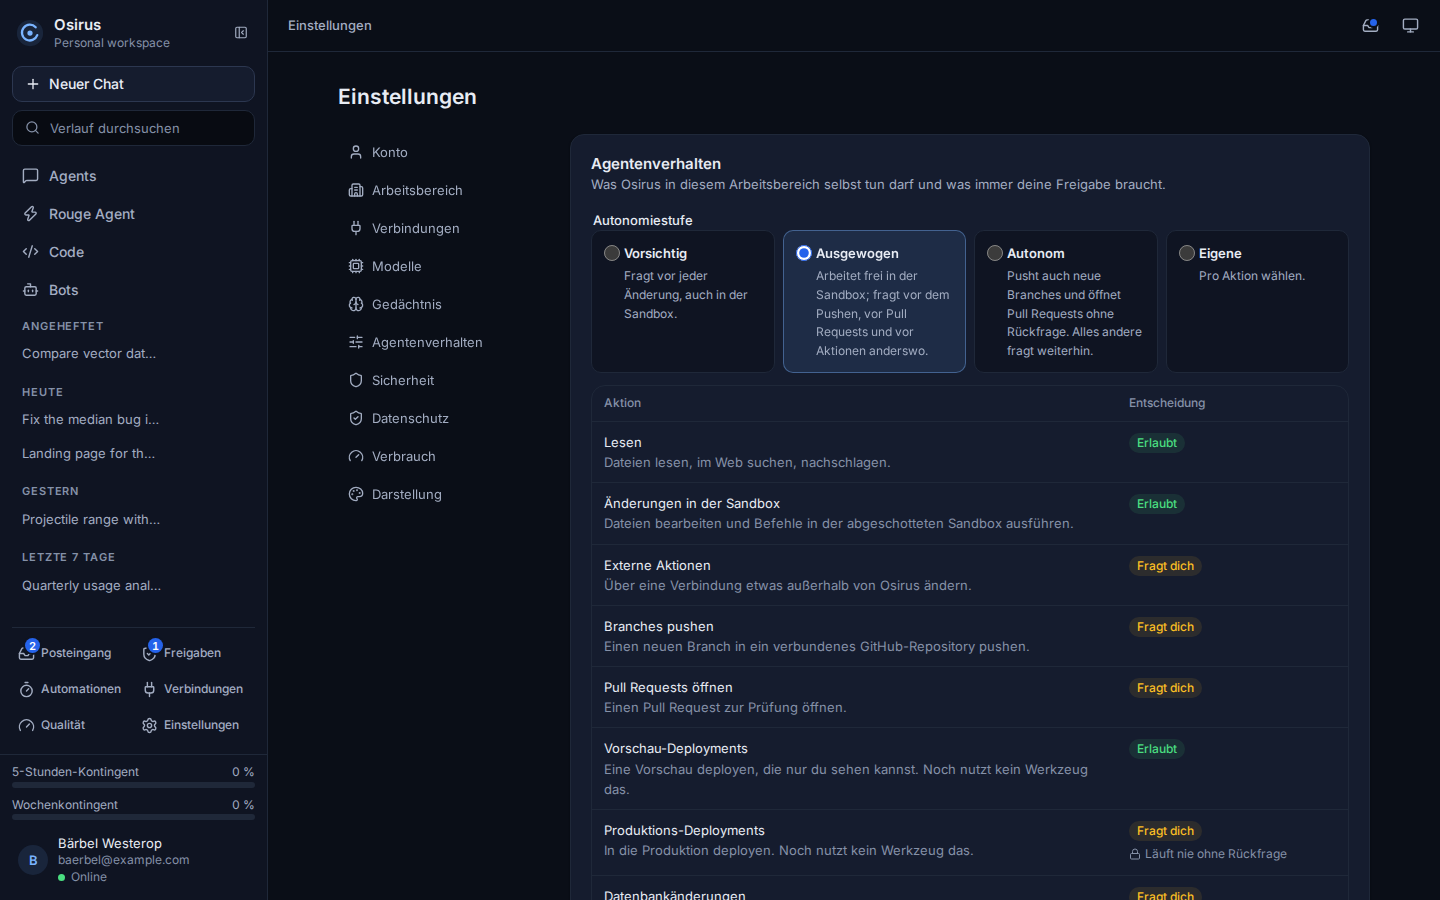 Osirus
Personal workspace
Neuer Chat
Verlauf durchsuchen
Agents
Rouge Agent
Code
Bots
ANGEHEFTET
Compare vector dat...
HEUTE
Fix the median bug i...
Landing page for th...
GESTERN
Projectile range with...
LETZTE 7 TAGE
Quarterly usage anal...
2
Posteingang
1
Freigaben
Automationen
Verbindungen
Qualität
Einstellungen
5-Stunden-Kontingent
0 %
Wochenkontingent
0 %
B
Bärbel Westerop
baerbel@example.com
Online
Einstellungen
Einstellungen
Konto
Arbeitsbereich
Verbindungen
Modelle
Gedächtnis
Agentenverhalten
Sicherheit
Datenschutz
Verbrauch
Darstellung
Agentenverhalten
Was Osirus in diesem Arbeitsbereich selbst tun darf und was immer deine Freigabe braucht.
Autonomiestufe
Vorsichtig
Fragt vor jeder
Änderung, auch in der
Sandbox.
Ausgewogen
Arbeitet frei in der
Sandbox; fragt vor dem
Pushen, vor Pull
Requests und vor
Aktionen anderswo.
Autonom
Pusht auch neue
Branches und öffnet
Pull Requests ohne
Rückfrage. Alles andere
fragt weiterhin.
Eigene
Pro Aktion wählen.
Aktion
Entscheidung
Lesen
Dateien lesen, im Web suchen, nachschlagen.
Erlaubt
Änderungen in der Sandbox
Dateien bearbeiten und Befehle in der abgeschotteten Sandbox ausführen.
Erlaubt
Externe Aktionen
Über eine Verbindung etwas außerhalb von Osirus ändern.
Fragt dich
Branches pushen
Einen neuen Branch in ein verbundenes GitHub-Repository pushen.
Fragt dich
Pull Requests öffnen
Einen Pull Request zur Prüfung öffnen.
Fragt dich
Vorschau-Deployments
Eine Vorschau deployen, die nur du sehen kannst. Noch nutzt kein Werkzeug
das.
Erlaubt
Produktions-Deployments
In die Produktion deployen. Noch nutzt kein Werkzeug das.
Fragt dich
Läuft nie ohne Rückfrage
Datenbankänderungen
Fragt dich